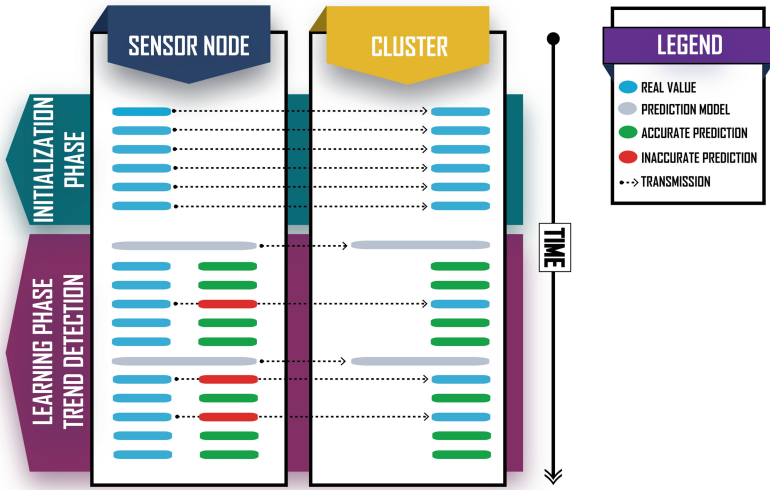 SENSOR NODE
CLUSTER
INITIALIZATION
PHASE
LEARNING PHASE
TREND DETECTION
TIME
LEGEND
REAL VALUE
PREDICTION MODEL
ACCURATE PREDICTION
INACCURATE PREDICTION
TRANSMISSION